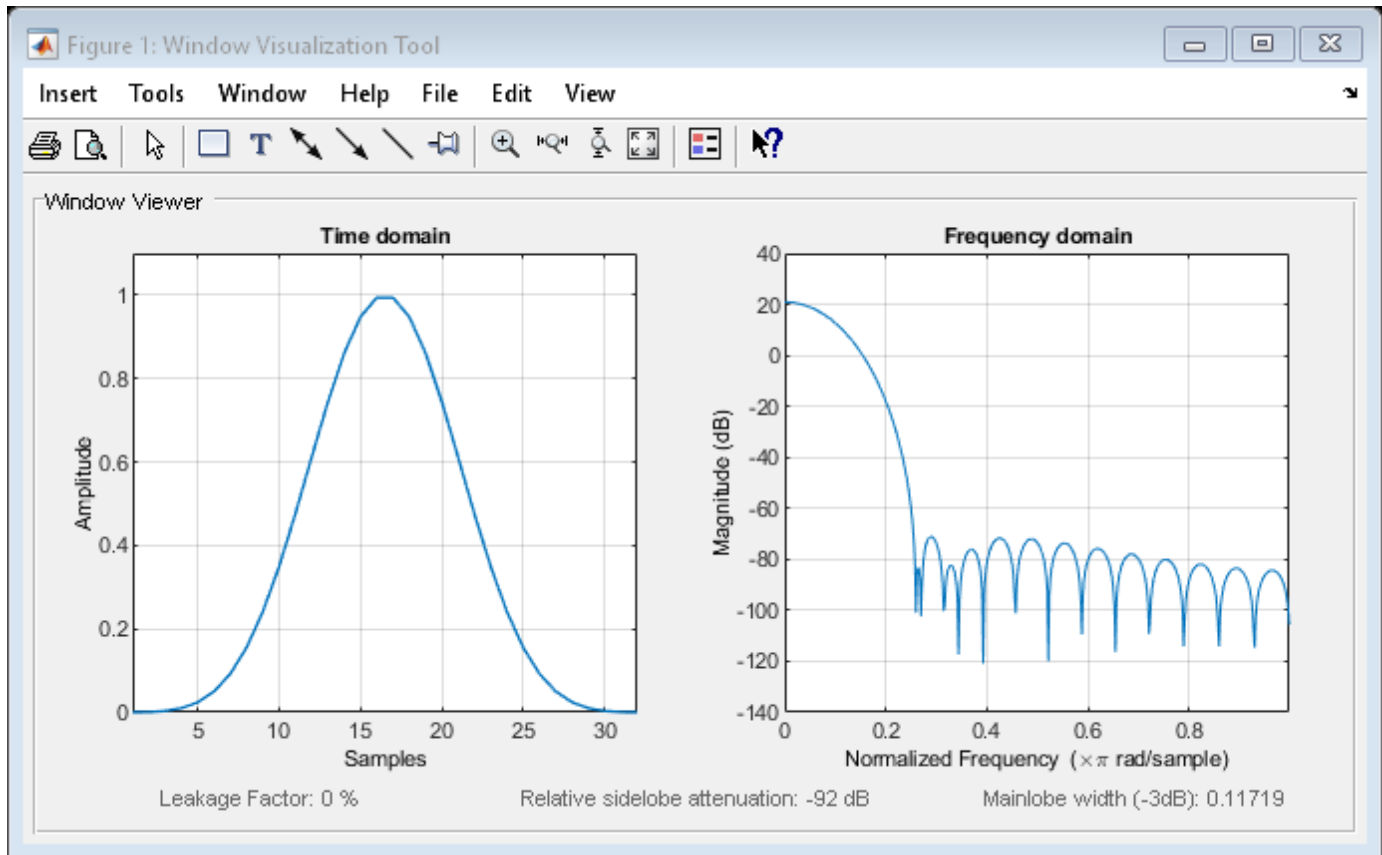 Figure 1: Window Visualization Tool
Insert Tools Window Help File Edit View
T
?
Window Viewer
Time domain
1
0.8
0.6
0.4
0.2
0
5 10 15 20 25 30
Amplitude
Samples
Frequency domain
40
20
0
-20
-40
-60
-80
-100
-120
-140
0 0.2 0.4 0.6 0.8
Magnitude (dB)
Normalized Frequency (×π rad/sample)
Leakage Factor: 0 %
Relative sidelobe attenuation: -92 dB
Mainlobe width (-3dB): 0.11719